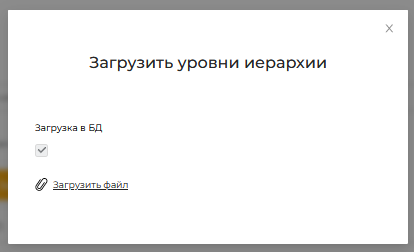 Загрузить уровни иерархии
Загрузка в БД
Загрузить файл